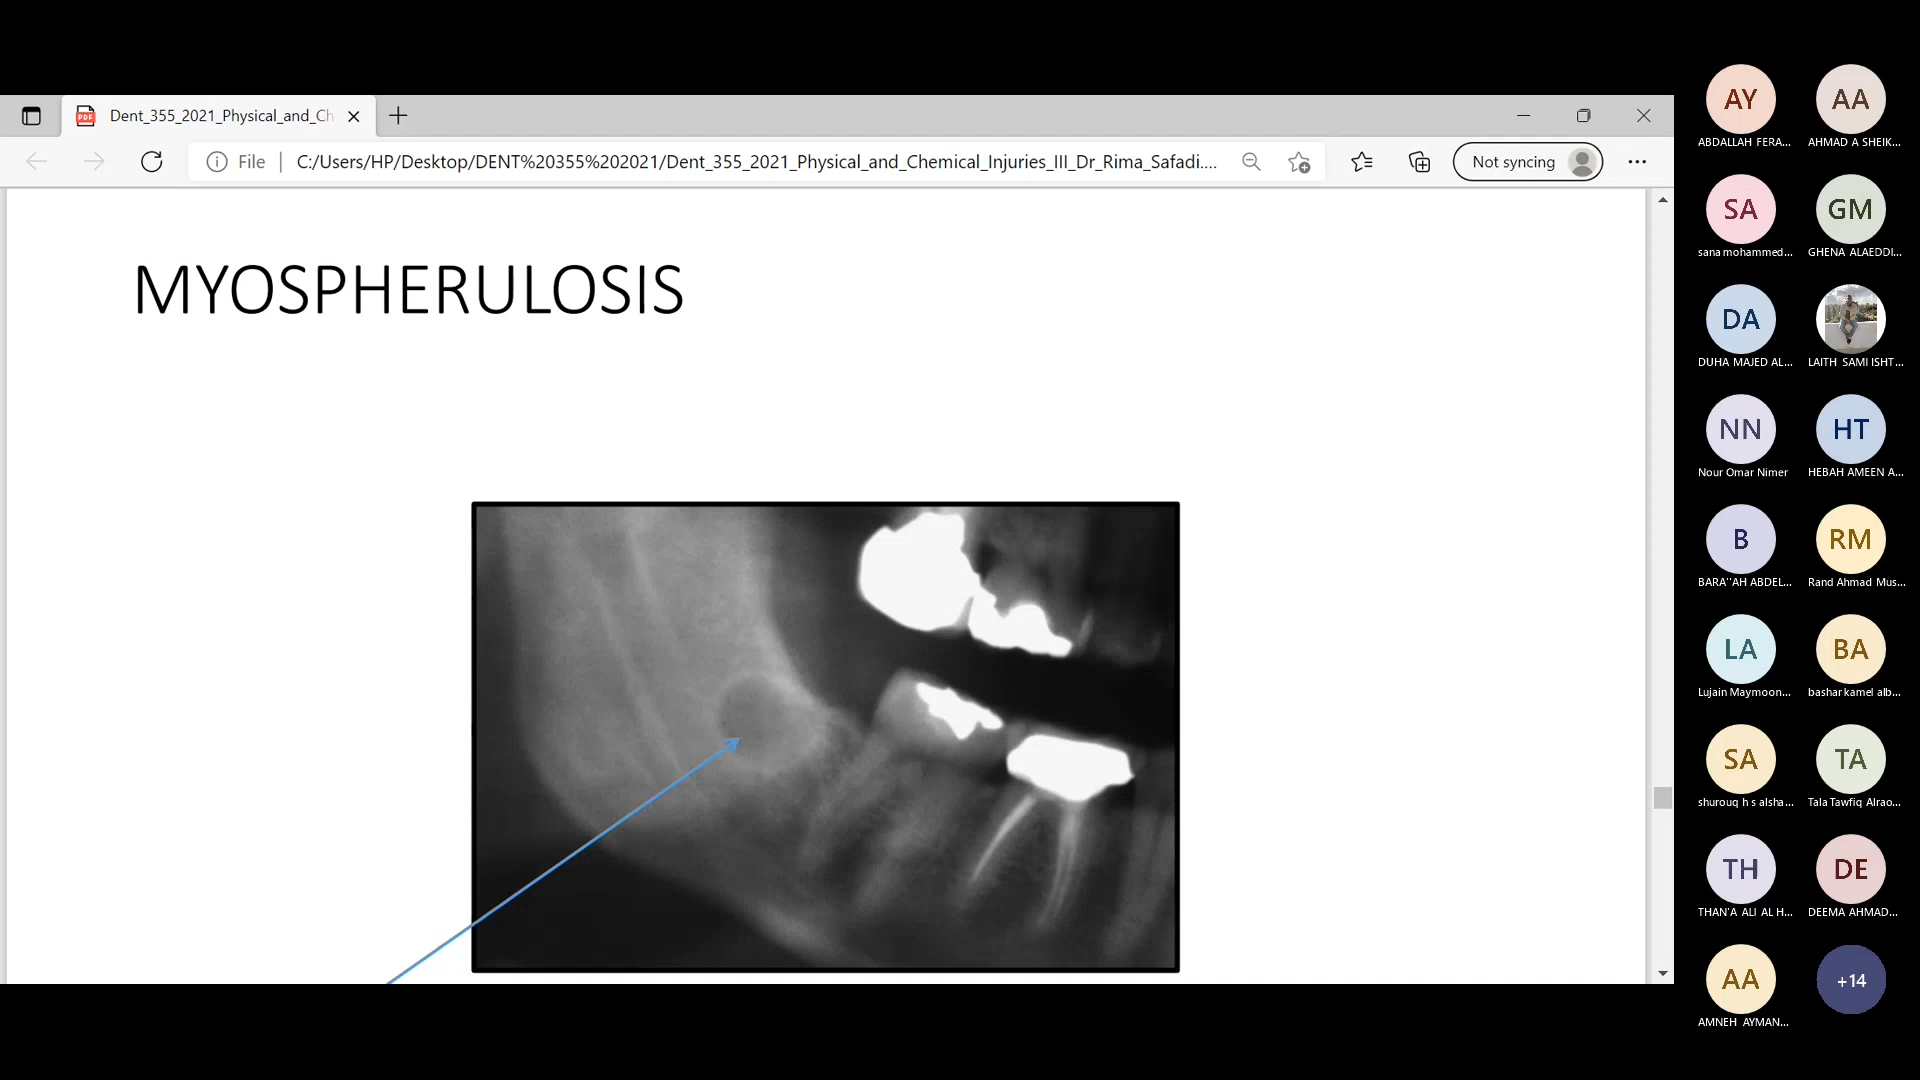 Dent_355_2021_Physical_and_Ch
File
C:/Users/HP/Desktop/DENT%20355%202021/Dent_355_2021_Physical_and_Chemical_Injuries_III_Dr_Rima_Safadi....
Not syncing
MYOSPHERULOSIS
AY AA
ABDALLAH FERA... AHMAD A SHEIK...
SA GM
sana mohammed... GHENA ALAEDDI...
DA
DUHA MAJED AL... LAITH SAMI ISHT...
NN HT
Nour Omar Nimer HEBAH AMEEN A...
B RM
BARA''AH ABDEL... Rand Ahmad Mus...
LA BA
Lujain Maymoon... bashar kamel alb...
SA TA
shurouq h s alsha... Tala Tawfiq Alrao...
TH DE
THAN'A ALI AL H... DEEMA AHMAD...
AA +14
AMNEH AYMAN...